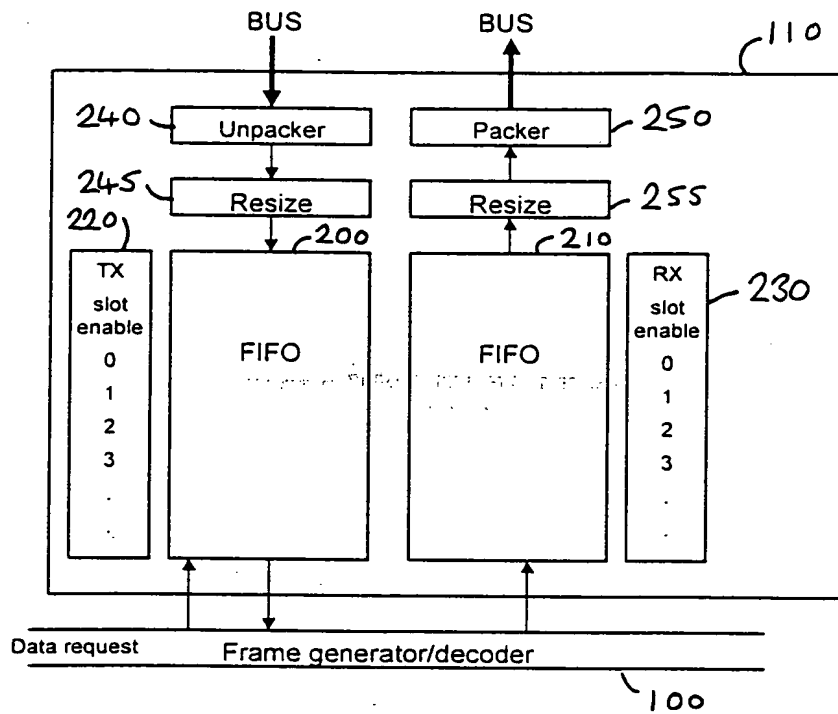 BUS
BUS
110
240
Unpacker
Packer
250
245
Resize
Resize
255
220
200
210
TX
slot
enable
0
1
2
3
.
.
FIFO
FIFO
RX
slot
enable
0
1
2
3
.
.
230
Data request
Frame generator/decoder
100